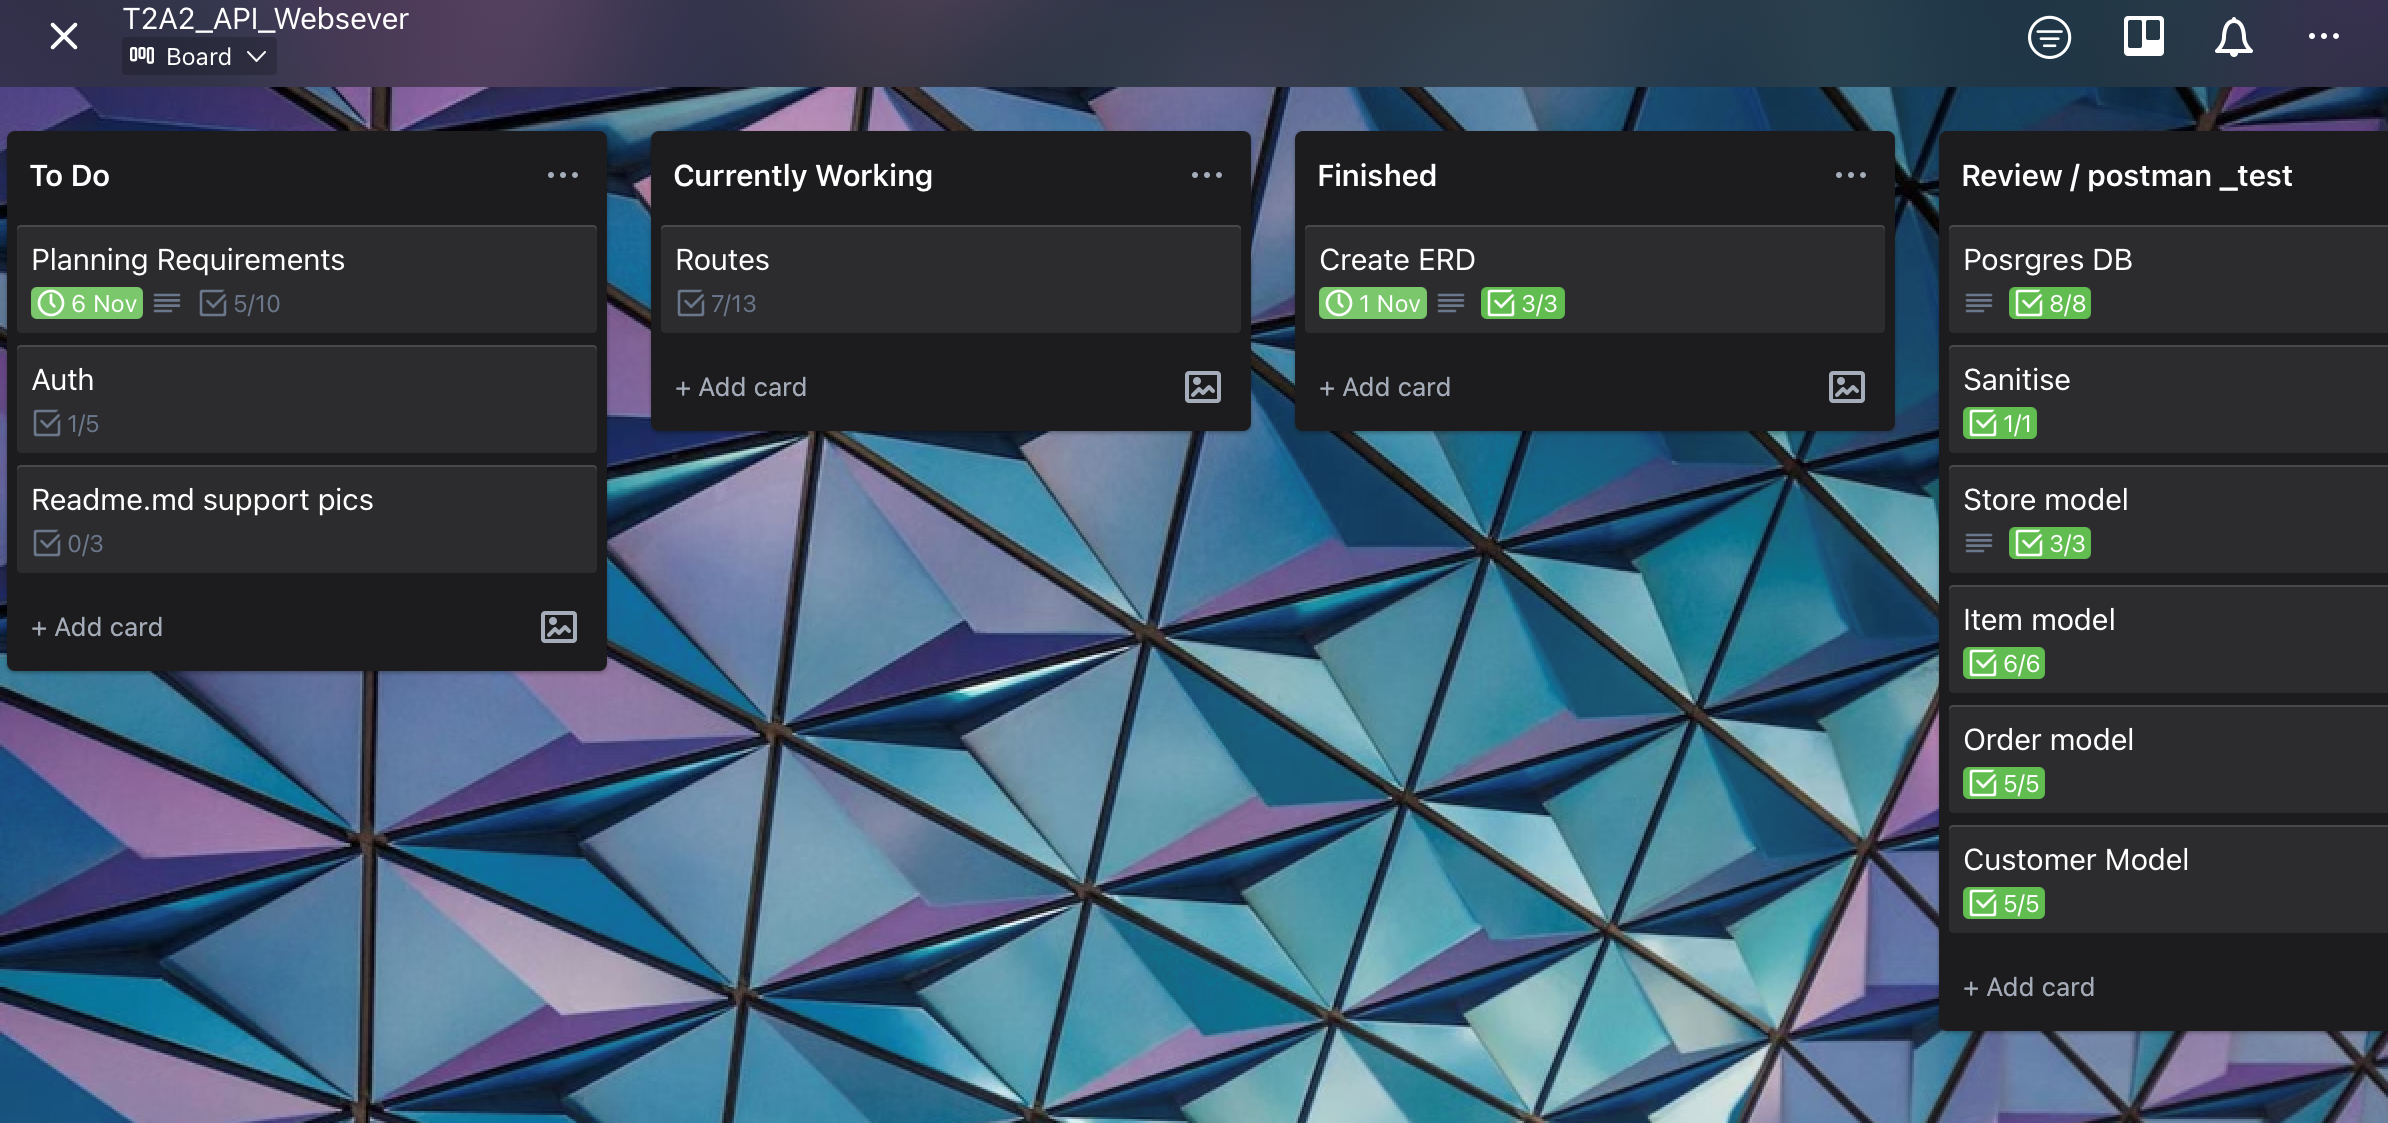 T2A2_API_Websever
Board
To Do
Planning Requirements
6 Nov 5/10
Auth
1/5
Readme.md support pics
0/3
+ Add card
Currently Working
Routes
7/13
+ Add card
Finished
Create ERD
1 Nov 3/3
+ Add card
Review / postman _test
Posrgres DB
8/8
Sanitise
1/1
Store model
3/3
Item model
6/6
Order model
5/5
Customer Model
5/5
+ Add card